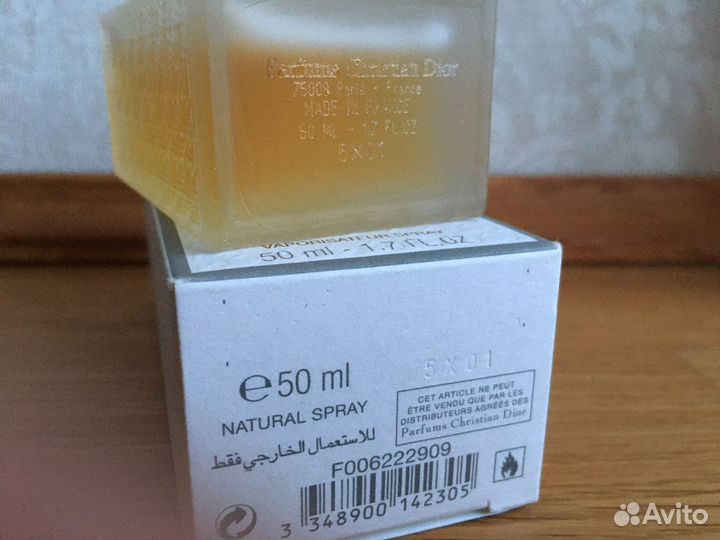 Parfums Christian Dior
75008 Paris - France
MADE IN FRANCE
50 ML - 1.7 FL.OZ
5X01
VAPORISATEUR SPRAY
50 ml - 1.7 FL.OZ
5X01
e50 ml
NATURAL SPRAY
للاستعمال الخارجي فقط
CET ARTICLE NE PEUT
ÊTRE VENDU QUE PAR LES
DISTRIBUTEURS AGRÉÉS DES
Parfums Christian Dior
F006222909
3 348900 142305
Avito